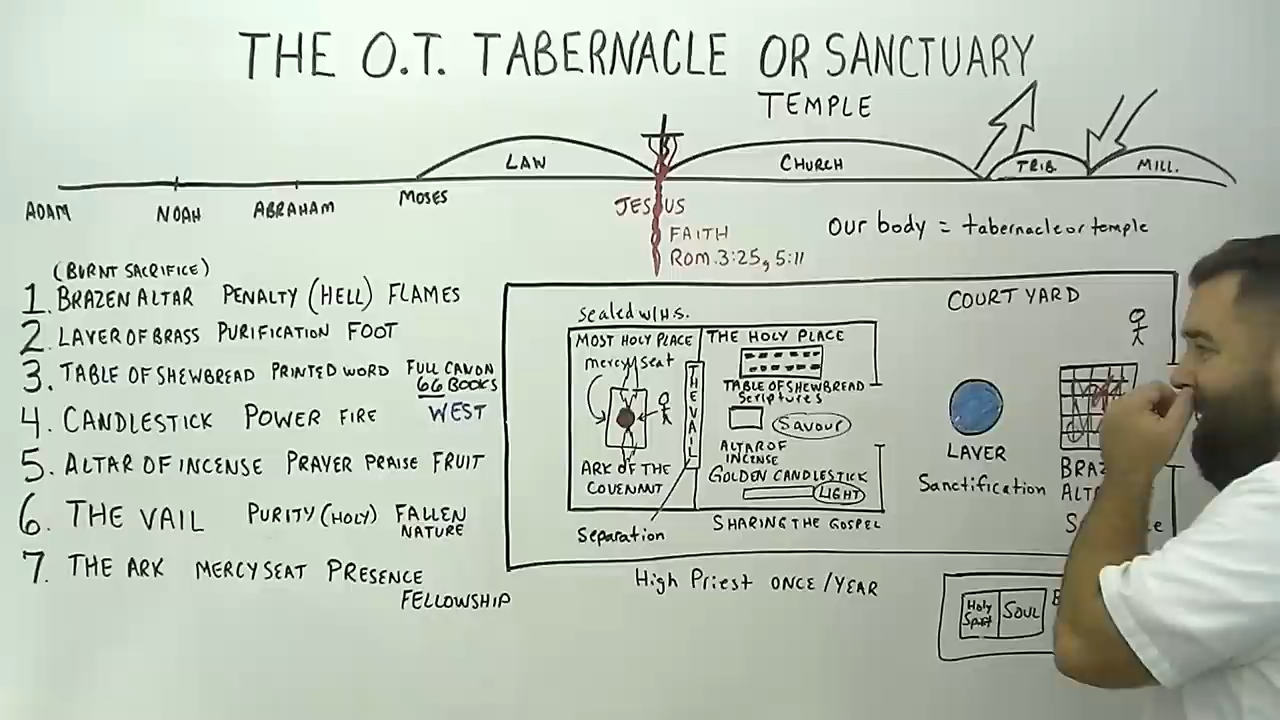 THE O.T. TABERNACLE OR SANCTUARY
TEMPLE
LAW
CHURCH
TRIB.
MILL.
ADAM
NOAH
ABRAHAM
MOSES
JESUS
FAITH
Rom. 3:25, 5:11
Our body = tabernacle or temple
(BURNT SACRIFICE)
1. BRAZEN ALTAR PENALTY (HELL) FLAMES
2. LAVER OF BRASS PURIFICATION FOOT
3. TABLE OF SHEWBREAD PRINTED WORD FULL CANON
66 BOOKS
4. CANDLESTICK POWER FIRE WEST
5. ALTAR OF INCENSE PRAYER PRAISE FRUIT
6. THE VAIL PURITY (HOLY) FALLEN
NATURE
7. THE ARK MERCY SEAT PRESENCE
FELLOWSHIP
Sealed W/H.S.
MOST HOLY PLACE
mercy seat
ARK OF THE
COVENANT
THE VAIL
Separation
THE HOLY PLACE
TABLE OF SHEWBREAD
Scriptures
Savour
ALTAR OF
INCENSE
GOLDEN CANDLESTICK
LIGHT
SHARING THE GOSPEL
High Priest ONCE/YEAR
COURT YARD
LAVER
Sanctification
Holy
Spirit
SOUL